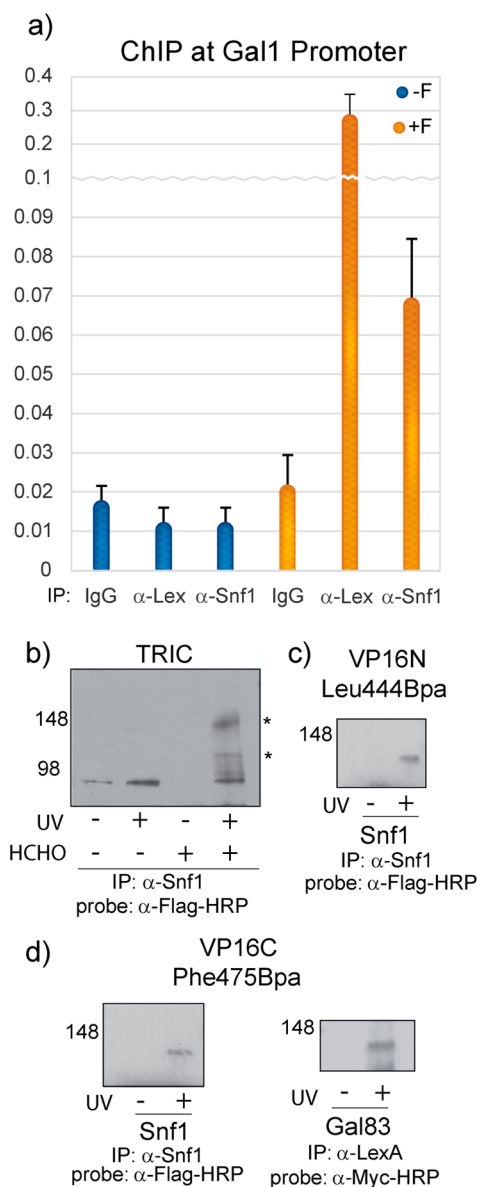 a)
ChIP at Gal1 Promoter
0.4
0.3
0.2
0.1
0.09
0.08
0.07
0.06
0.05
0.04
0.03
0.02
0.01
0
-F
+F
IP: IgG α-Lex α-Snf1 IgG α-Lex α-Snf1
b)
TRIC
148
98
*
*
UV - + - +
HCHO - - + +
IP: α-Snf1
probe: α-Flag-HRP
c)
VP16N
Leu444Bpa
148
UV - +
Snf1
IP: α-Snf1
probe: α-Flag-HRP
d)
VP16C
Phe475Bpa
148
UV - +
Snf1
IP: α-Snf1
probe: α-Flag-HRP
148
UV - +
Gal83
IP: α-LexA
probe: α-Myc-HRP